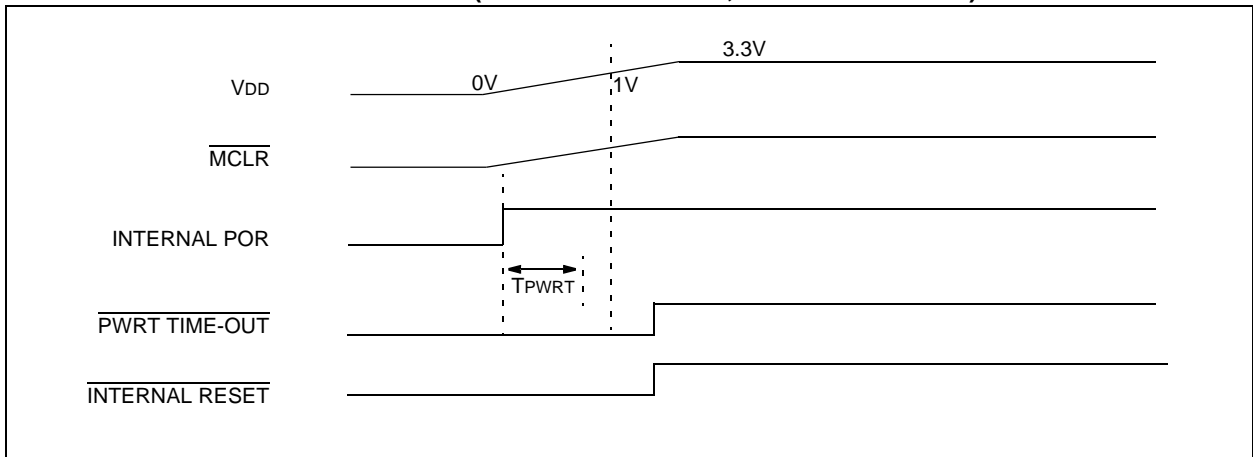 3.3V
VDD
0V
1V
MCLR
INTERNAL POR
TPWRT
PWRT TIME-OUT
INTERNAL RESET